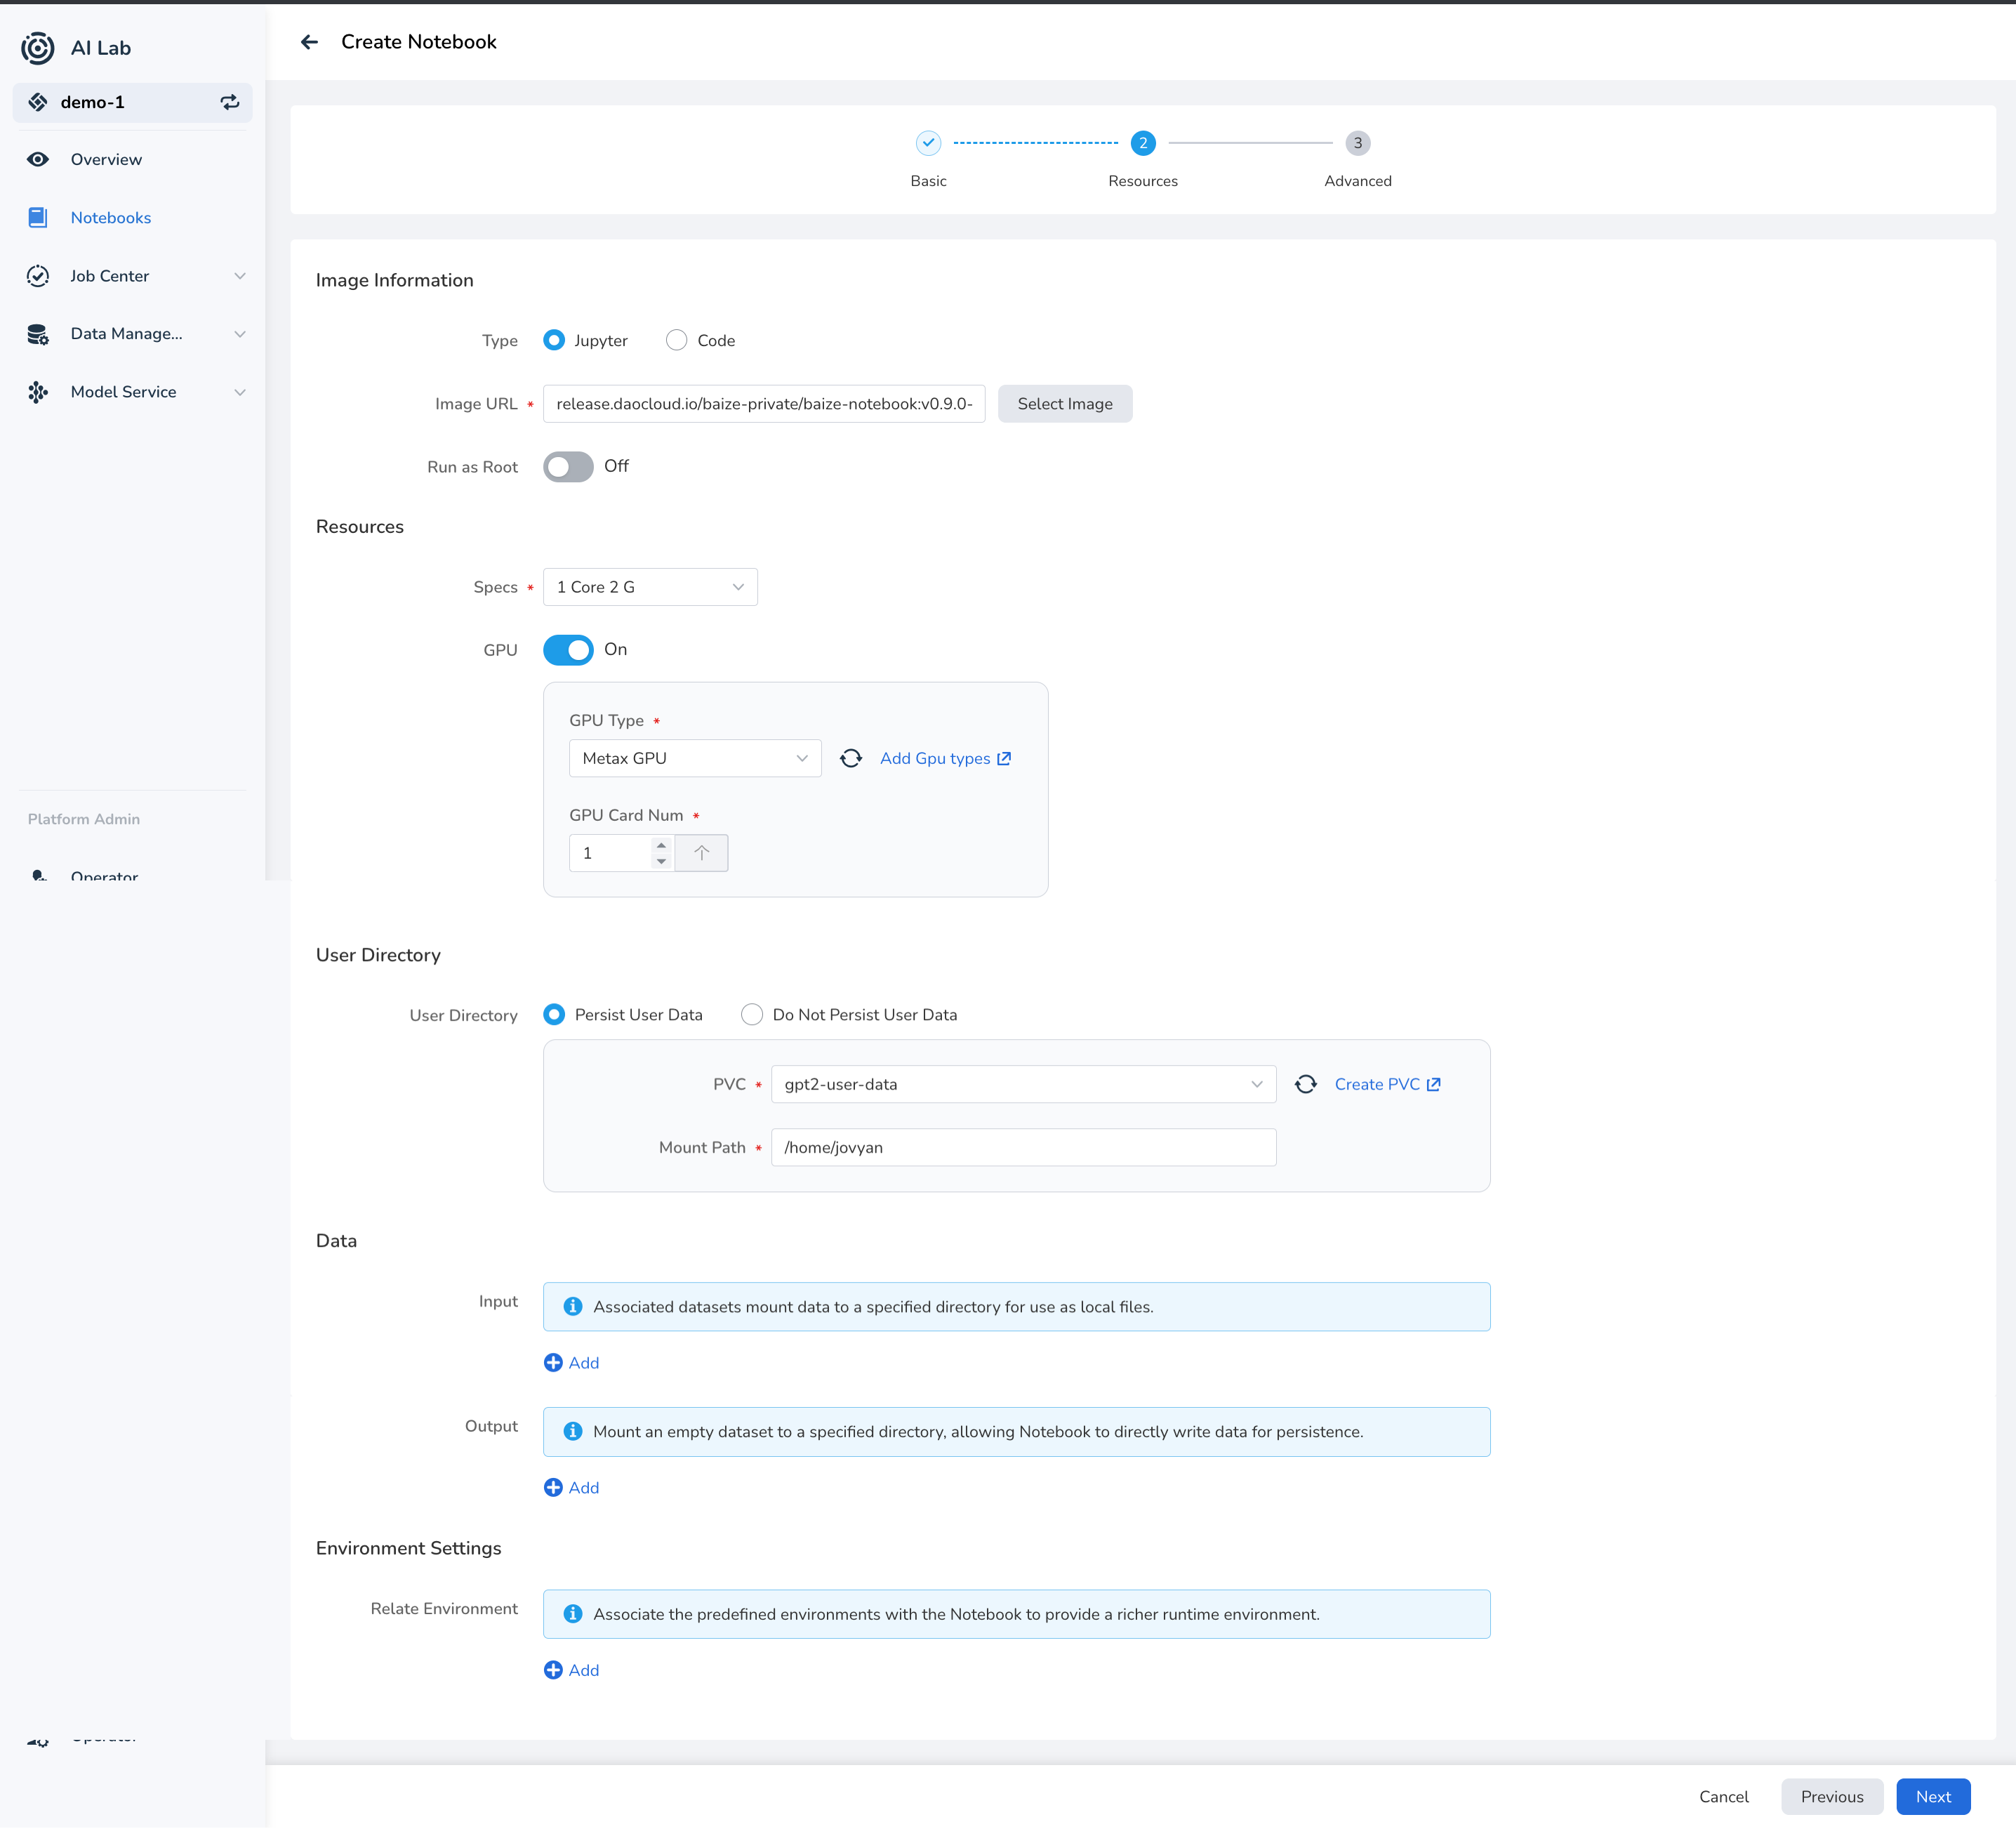 AI Lab
Create Notebook
demo-1
Overview
Notebooks
Job Center
Data Manage...
Model Service
Platform Admin
Operator
2
3
Basic
Resources
Advanced
Image Information
Type
Jupyter
Code
Image URL *
release.daocloud.io/baize-private/baize-notebook:v0.9.0-
Select Image
Run as Root
Off
Resources
Specs *
1 Core 2 G
GPU
On
GPU Type *
Metax GPU
Add Gpu types
GPU Card Num *
1
个
User Directory
User Directory
Persist User Data
Do Not Persist User Data
PVC *
gpt2-user-data
Create PVC
Mount Path *
/home/jovyan
Data
Input
Associated datasets mount data to a specified directory for use as local files.
Add
Output
Mount an empty dataset to a specified directory, allowing Notebook to directly write data for persistence.
Add
Environment Settings
Relate Environment
Associate the predefined environments with the Notebook to provide a richer runtime environment.
Add
Operator
Cancel
Previous
Next